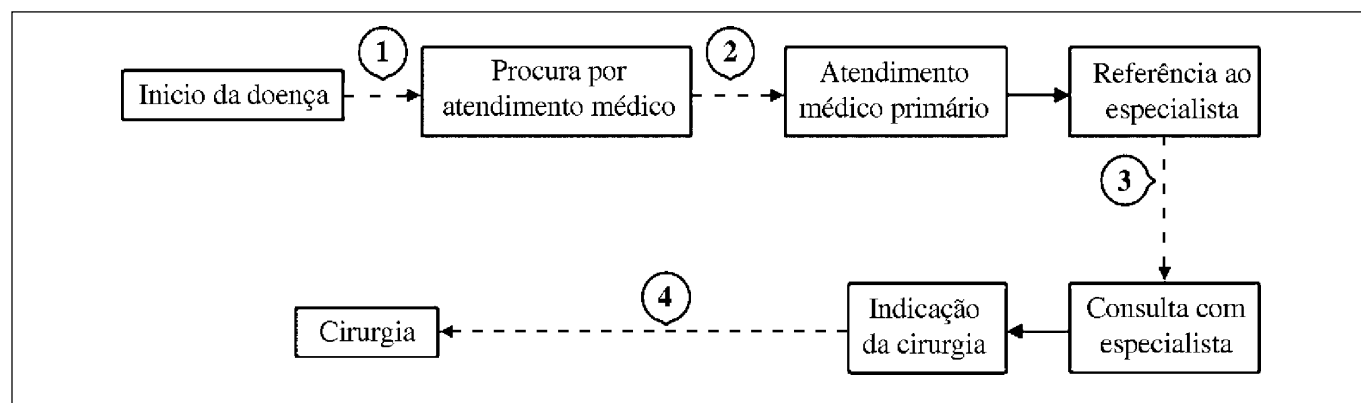 1
2
Inicio da doença
Procura por
atendimento médico
Atendimento
médico primário
Referência ao
especialista
3
4
Cirurgia
Indicação
da cirurgia
Consulta com
especialista